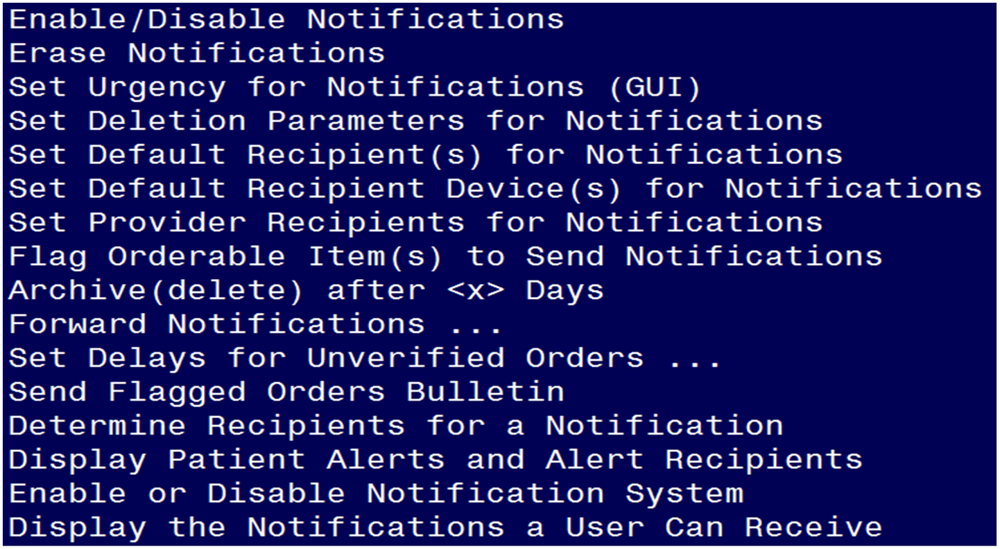 Enable/Disable Notifications
Erase Notifications
Set Urgency for Notifications (GUI)
Set Deletion Parameters for Notifications
Set Default Recipient(s) for Notifications
Set Default Recipient Device(s) for Notifications
Set Provider Recipients for Notifications
Flag Orderable Item(s) to Send Notifications
Archive(delete) after <x> Days
Forward Notifications ...
Set Delays for Unverified Orders ...
Send Flagged Orders Bulletin
Determine Recipients for a Notification
Display Patient Alerts and Alert Recipients
Enable or Disable Notification System
Display the Notifications a User Can Receive